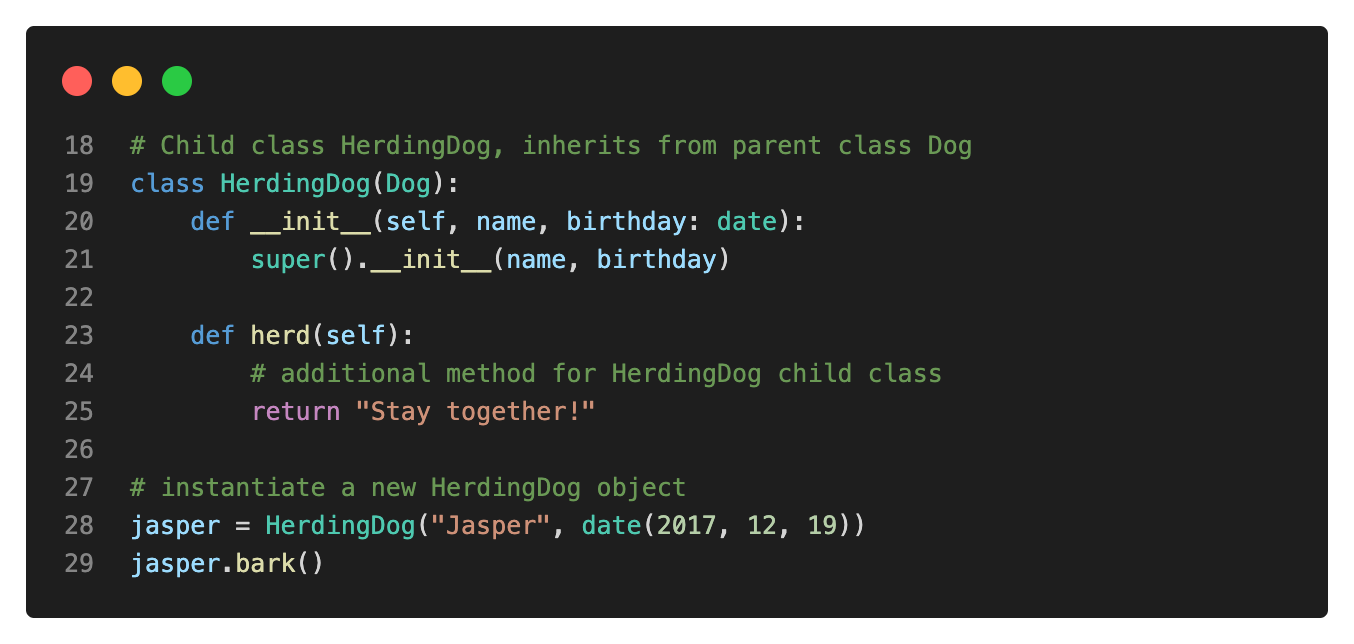 18 # Child class HerdingDog, inherits from parent class Dog
19 class HerdingDog(Dog):
20     def __init__(self, name, birthday: date):
21         super().__init__(name, birthday)
22
23     def herd(self):
24         # additional method for HerdingDog child class
25         return "Stay together!"
26
27 # instantiate a new HerdingDog object
28 jasper = HerdingDog("Jasper", date(2017, 12, 19))
29 jasper.bark()